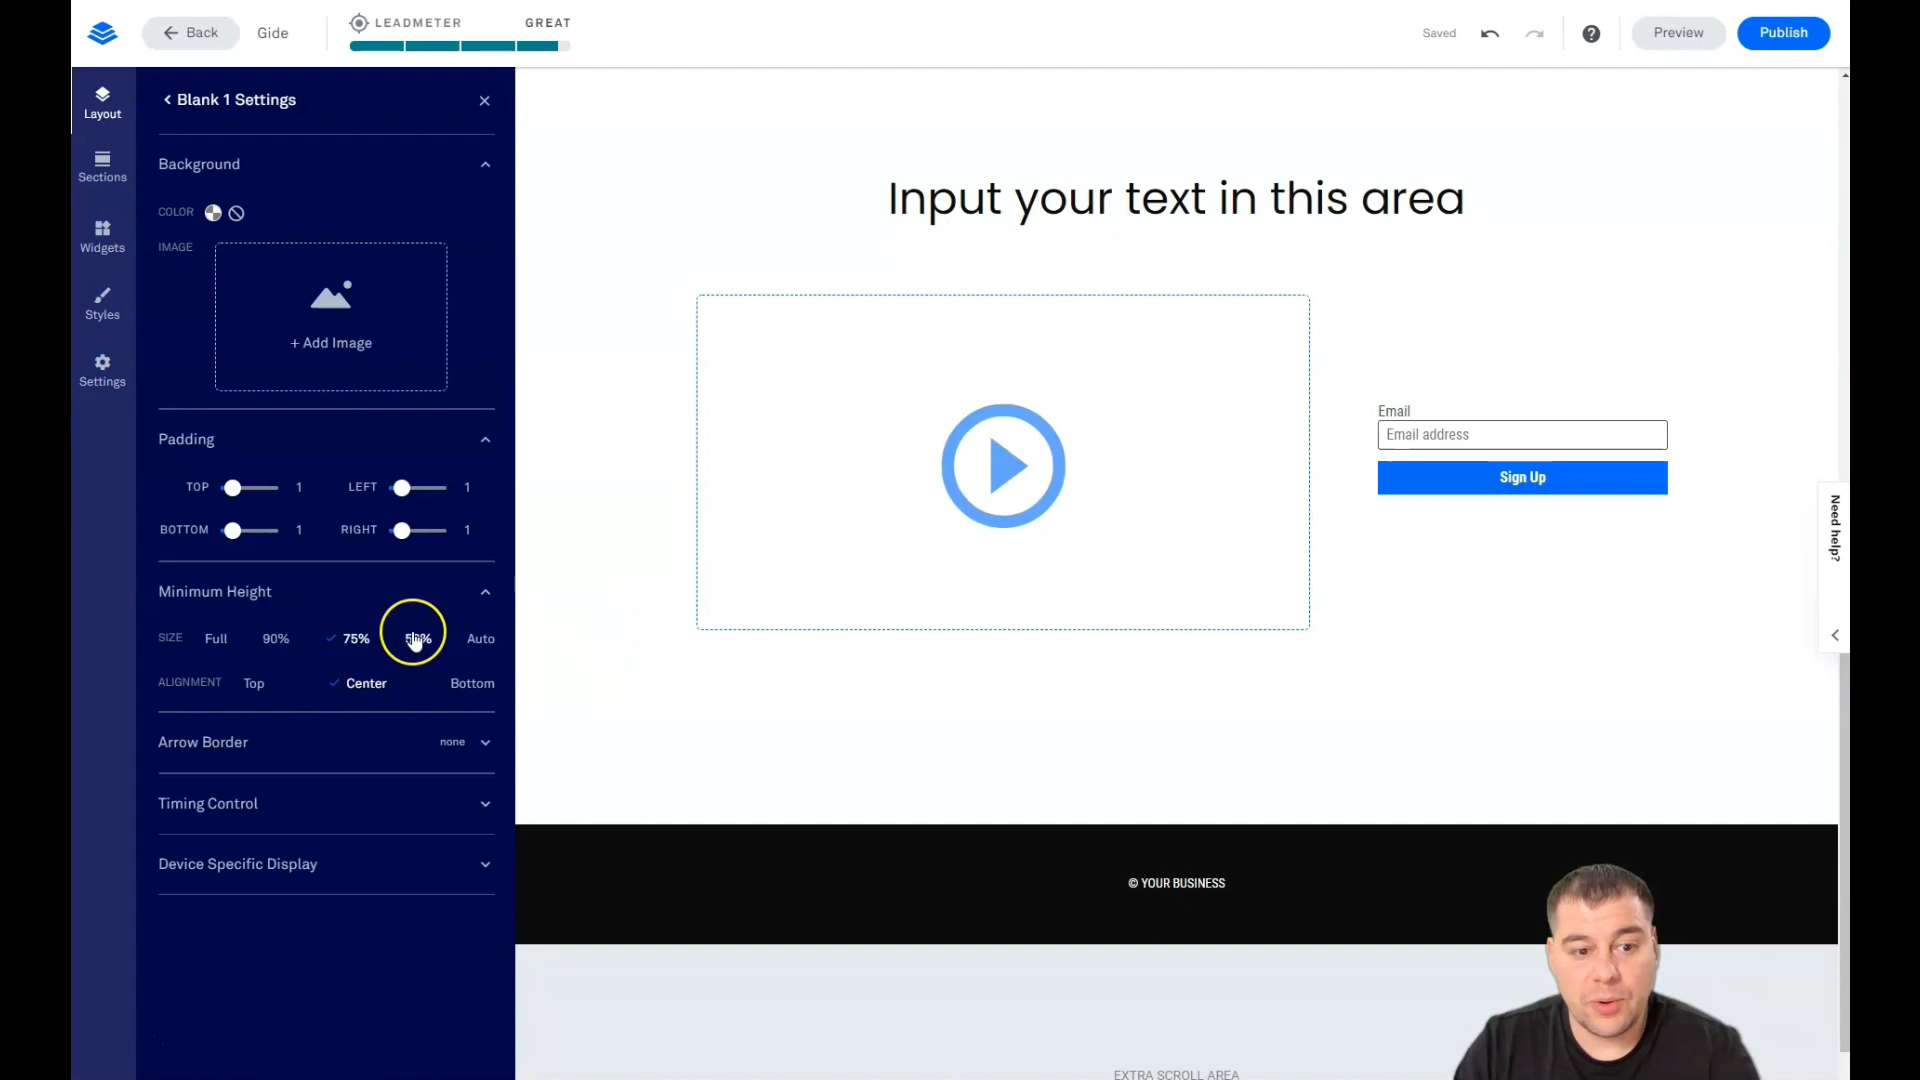 Back
Gide
LEADMETER
GREAT
Saved
Preview
Publish
Layout
Sections
Widgets
Styles
Settings
Blank 1 Settings
Background
COLOR
IMAGE
+ Add Image
Padding
TOP 1 LEFT 1
BOTTOM 1 RIGHT 1
Minimum Height
SIZE Full 90% 75% Auto
ALIGNMENT Top Center Bottom
Arrow Border none
Timing Control
Device Specific Display
Input your text in this area
Email
Email address
Sign Up
Need help?
© YOUR BUSINESS
EXTRA SCROLL AREA